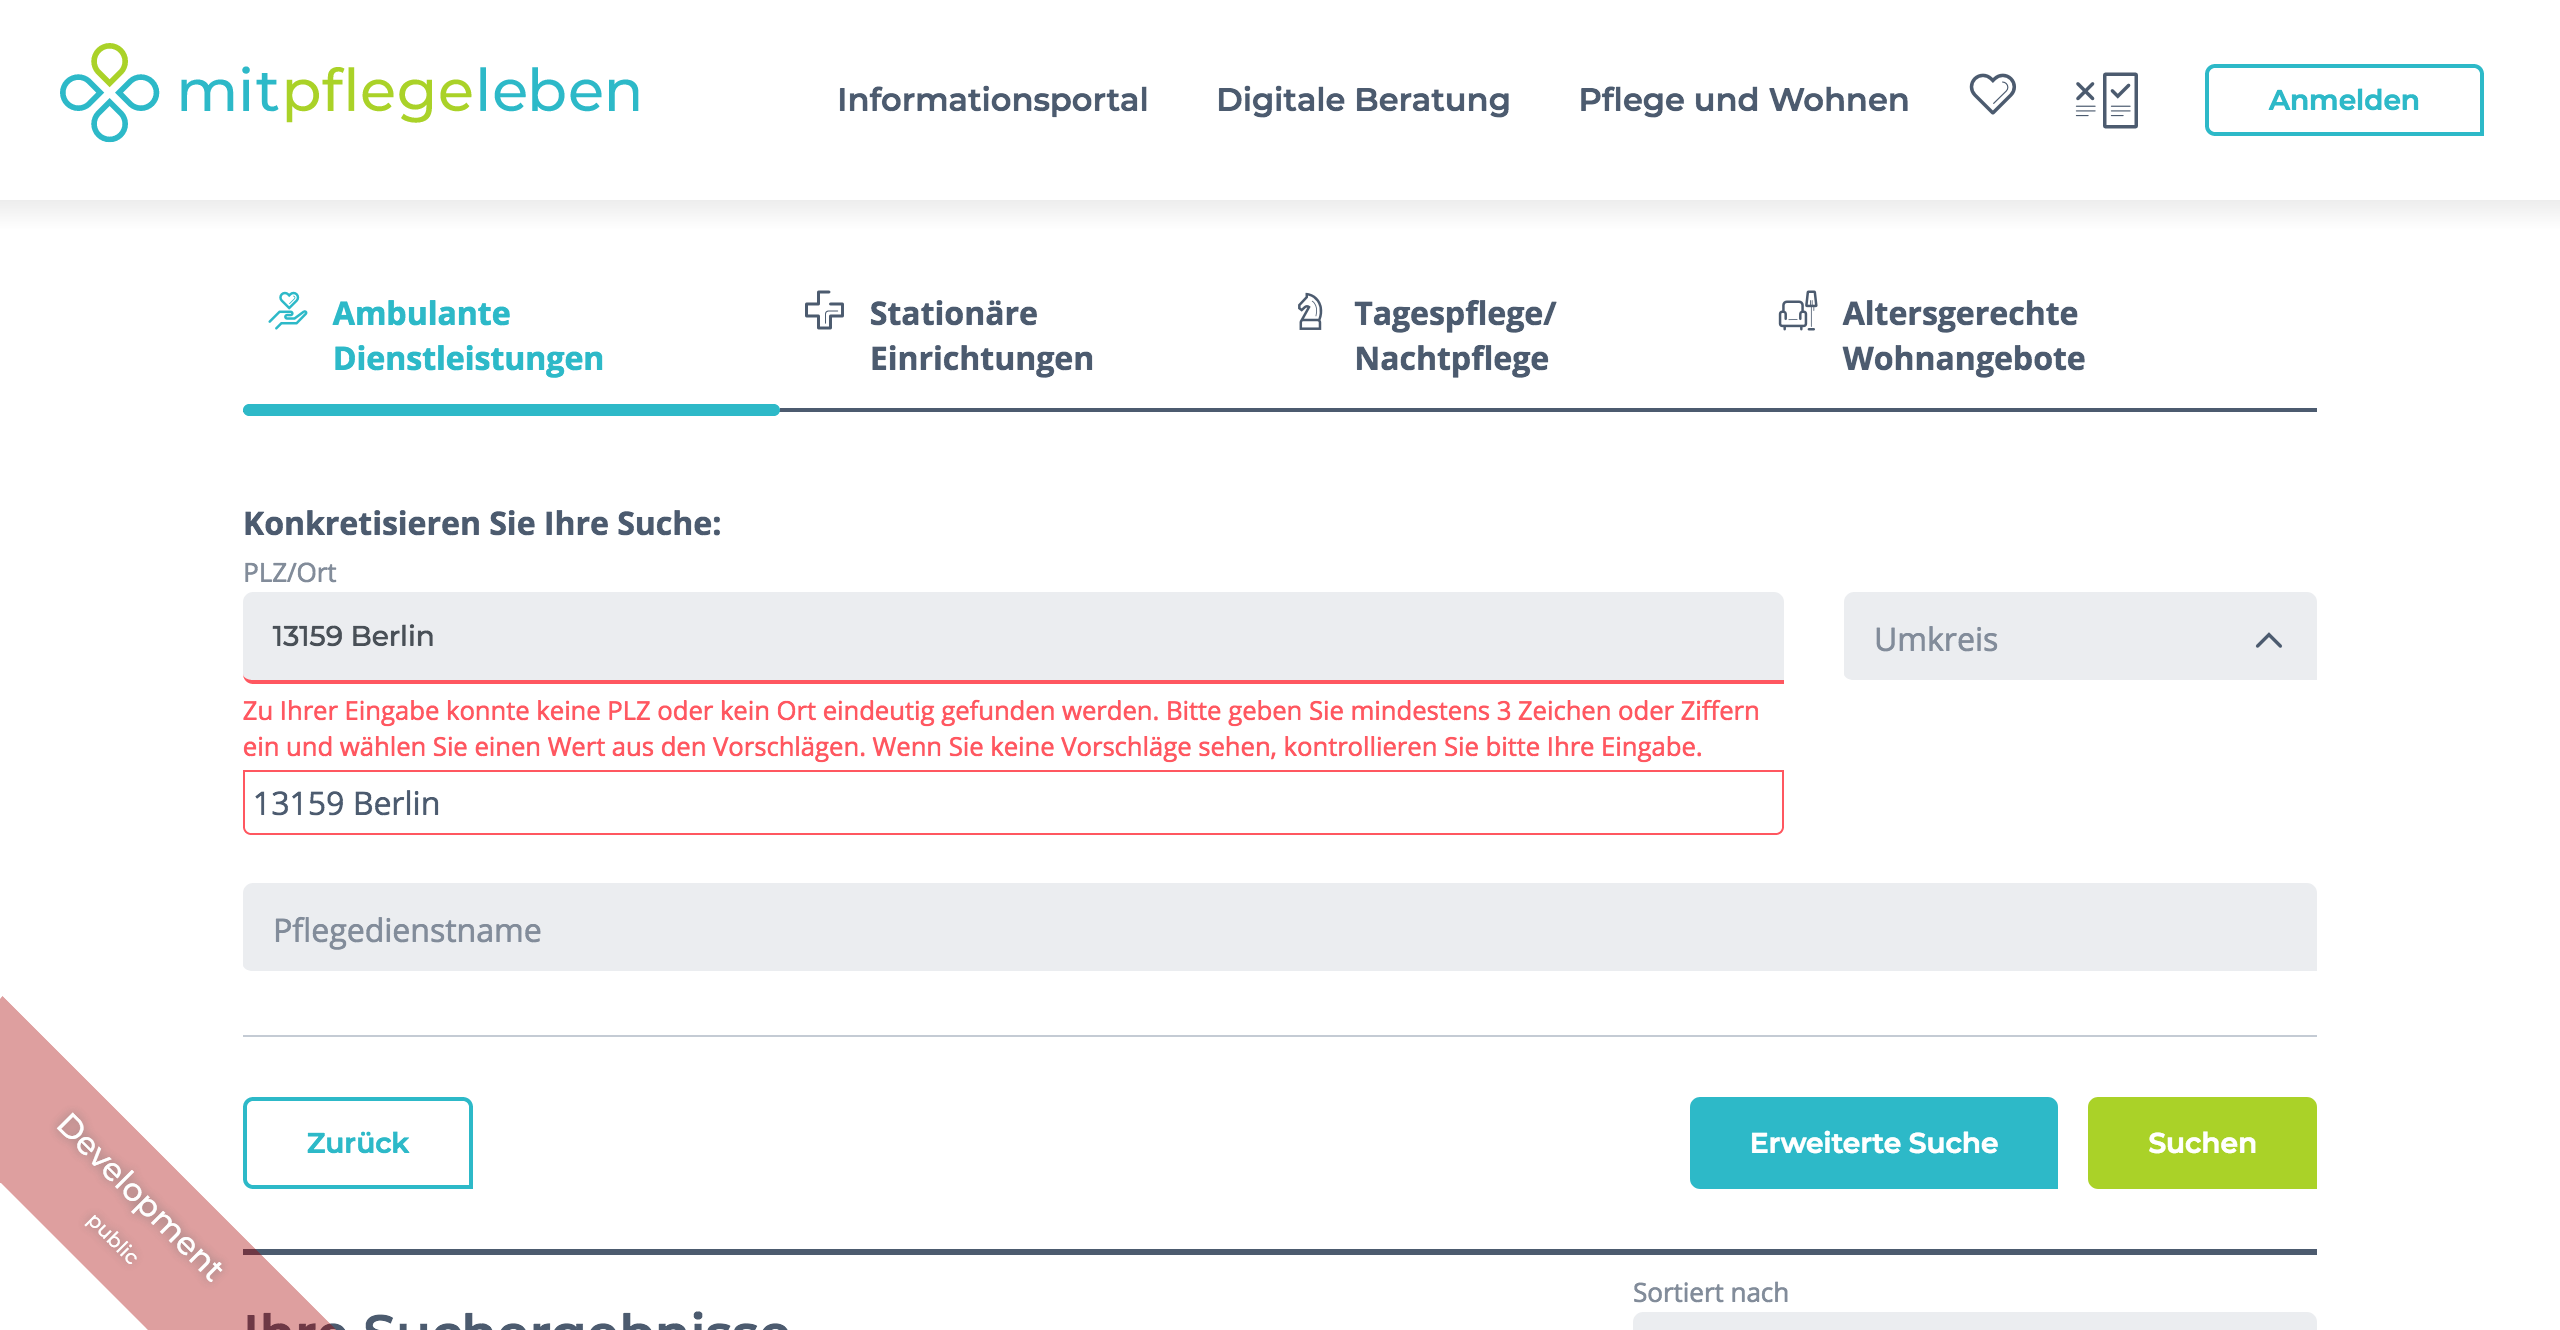 mitpflegeleben
Informationsportal
Digitale Beratung
Pflege und Wohnen
Anmelden
Ambulante
Dienstleistungen
Stationäre
Einrichtungen
Tagespflege/
Nachtpflege
Altersgerechte
Wohnangebote
Konkretisieren Sie Ihre Suche:
PLZ/Ort
13159 Berlin
Umkreis
Zu Ihrer Eingabe konnte keine PLZ oder kein Ort eindeutig gefunden werden. Bitte geben Sie mindestens 3 Zeichen oder Ziffern
ein und wählen Sie einen Wert aus den Vorschlägen. Wenn Sie keine Vorschläge sehen, kontrollieren Sie bitte Ihre Eingabe.
13159 Berlin
Pflegedienstname
Zurück
Erweiterte Suche
Suchen
Development
public
Sortiert nach
Ihre Suchergebnisse